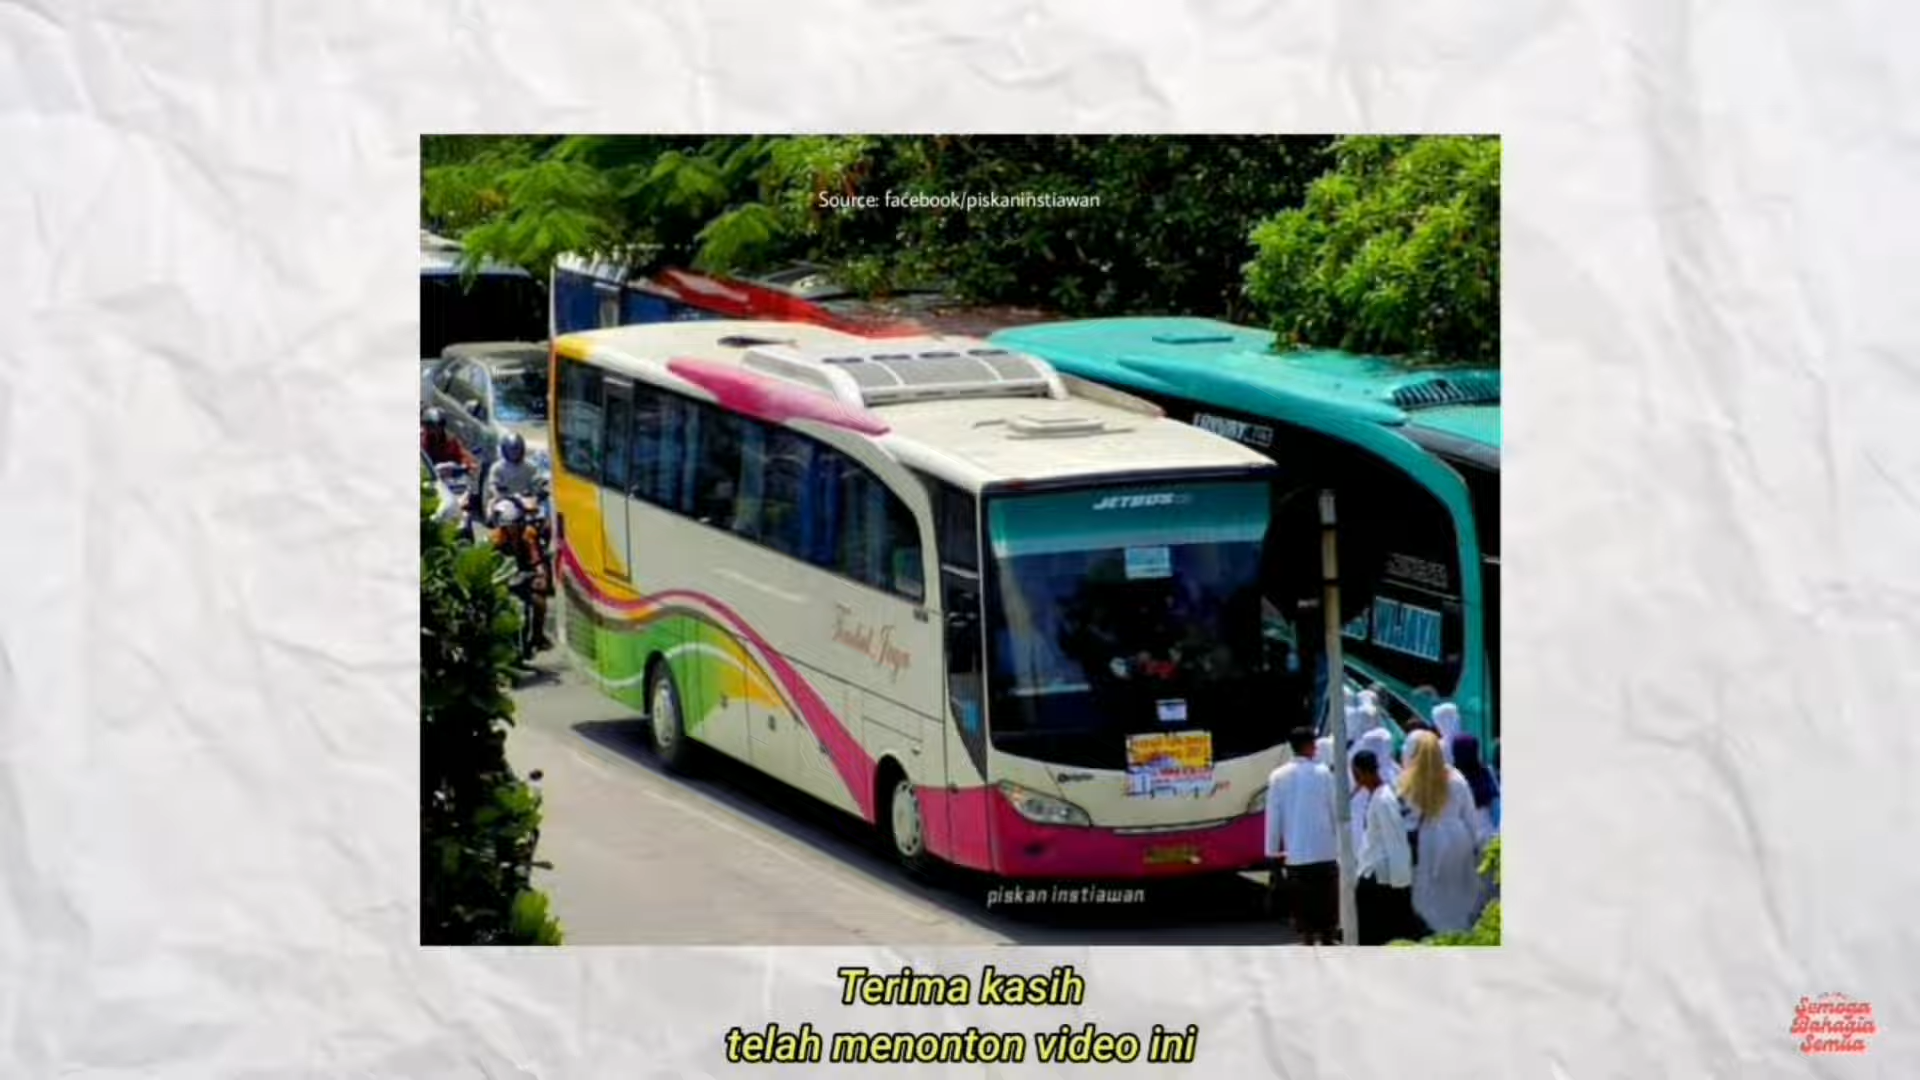 Source: facebook/piskaninstiawan
JETBUS
piskan instiawan
Terima kasih
telah menonton video ini
Semoga
Bahagia
Semua